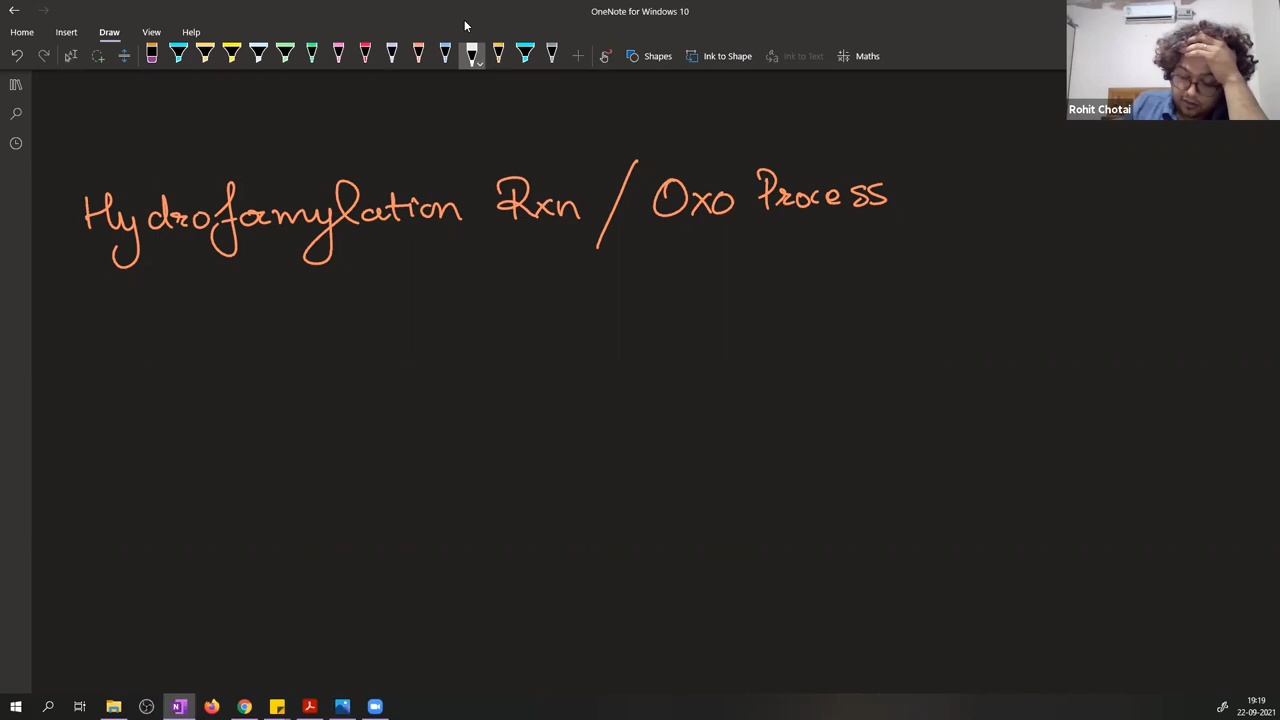 OneNote for Windows 10
Home Insert Draw View Help
Shapes Ink to Shape Ink to Text Maths
Rohit Chotai
Hydroformylation Rxn / Oxo Process
19:19
22-09-2021